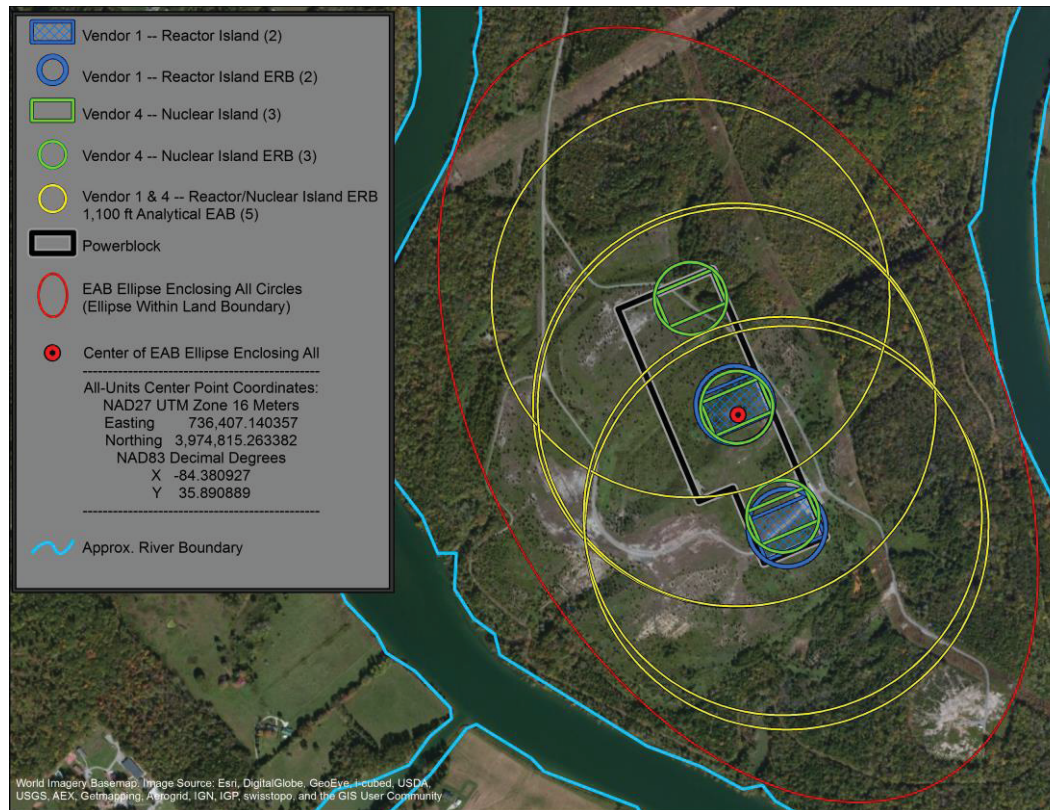 Vendor 1 -- Reactor Island (2)
Vendor 1 -- Reactor Island ERB (2)
Vendor 4 -- Nuclear Island (3)
Vendor 4 -- Nuclear Island ERB (3)
Vendor 1 & 4 -- Reactor/Nuclear Island ERB
1,100 ft Analytical EAB (5)
Powerblock
EAB Ellipse Enclosing All Circles
(Ellipse Within Land Boundary)
Center of EAB Ellipse Enclosing All
----------------------------------------
All-Units Center Point Coordinates:
NAD27 UTM Zone 16 Meters
Easting 736,407.140357
Northing 3,974,815.263382
NAD83 Decimal Degrees
X -84.380927
Y 35.890889
----------------------------------------
Approx. River Boundary
World Imagery Basemap. Image Source: Esri, DigitalGlobe, GeoEye, i-cubed, USDA,
USGS, AEX, Getmapping, Aerogrid, IGN, IGP, swisstopo, and the GIS User Community